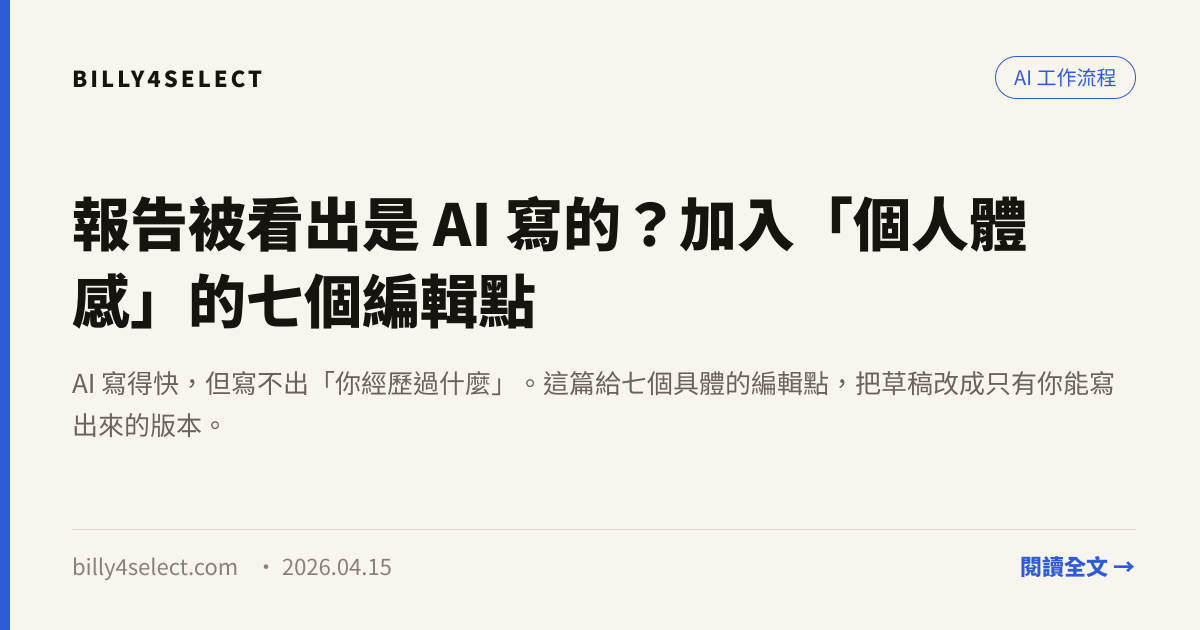 BILLY4SELECT
AI 工作流程
報告被看出是 AI 寫的？加入「個人體
感」的七個編輯點
AI 寫得快，但寫不出「你經歷過什麼」。這篇給七個具體的編輯點，把草稿改成只有你能寫
出來的版本。
billy4select.com ・ 2026.04.15
閱讀全文 →